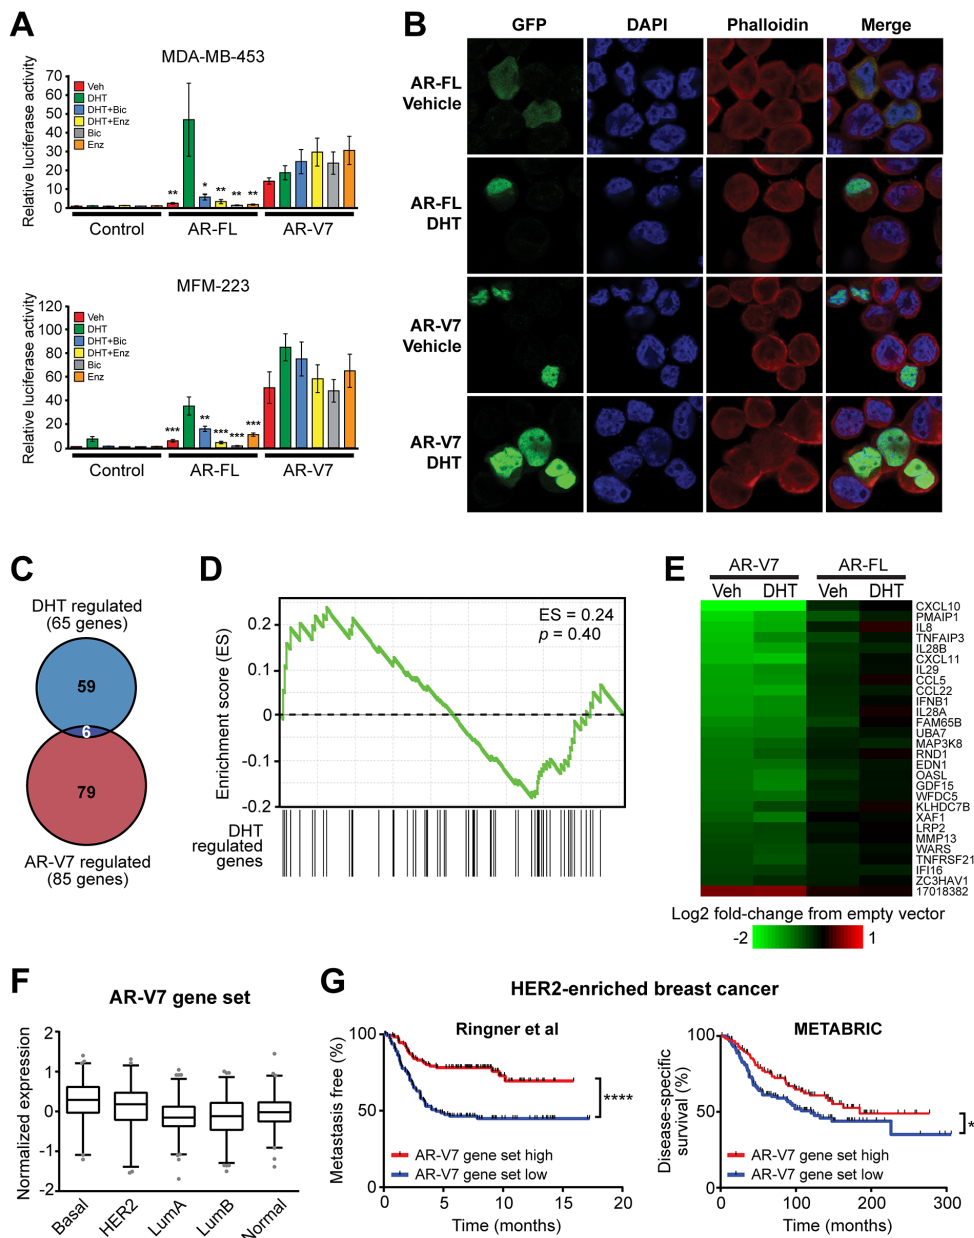 A
MDA-MB-453
Relative luciferase activity
70
60
50
40
30
20
10
0
Veh
DHT
DHT+Bic
DHT+Enz
Bic
Enz
** * ** ** **
Control
AR-FL
AR-V7
MFM-223
Relative luciferase activity
120
100
80
60
40
20
0
Veh
DHT
DHT+Bic
DHT+Enz
Bic
Enz
*** ** *** *** ***
Control
AR-FL
AR-V7
B
GFP
DAPI
Phalloidin
Merge
AR-FL
Vehicle
AR-FL
DHT
AR-V7
Vehicle
AR-V7
DHT
C
DHT regulated
(65 genes)
59
6
79
AR-V7 regulated
(85 genes)
D
Enrichment score (ES)
0.2
0.1
0
-0.1
-0.2
ES = 0.24
p = 0.40
DHT
regulated
genes
E
AR-V7
AR-FL
Veh
DHT
Veh
DHT
CXCL10
PMAIP1
IL8
TNFAIP3
IL28B
CXCL11
IL29
CCL5
CCL22
IFNB1
IL28A
FAM65B
UBA7
MAP3K8
RND1
EDN1
OASL
GDF15
WFDC5
KLHDC7B
XAF1
LRP2
MMP13
WARS
TNFRSF21
IFI16
ZC3HAV1
17018382
Log2 fold-change from empty vector
-2
1
F
AR-V7 gene set
Normalized expression
2
1
0
-1
-2
Basal
HER2
LumA
LumB
Normal
G
HER2-enriched breast cancer
Ringner et al
Metastasis free (%)
100
50
0
AR-V7 gene set high
AR-V7 gene set low
****
0
5
10
15
20
Time (months)
METABRIC
Disease-specific
survival (%)
100
50
0
AR-V7 gene set high
AR-V7 gene set low
*
0
100
200
300
Time (months)